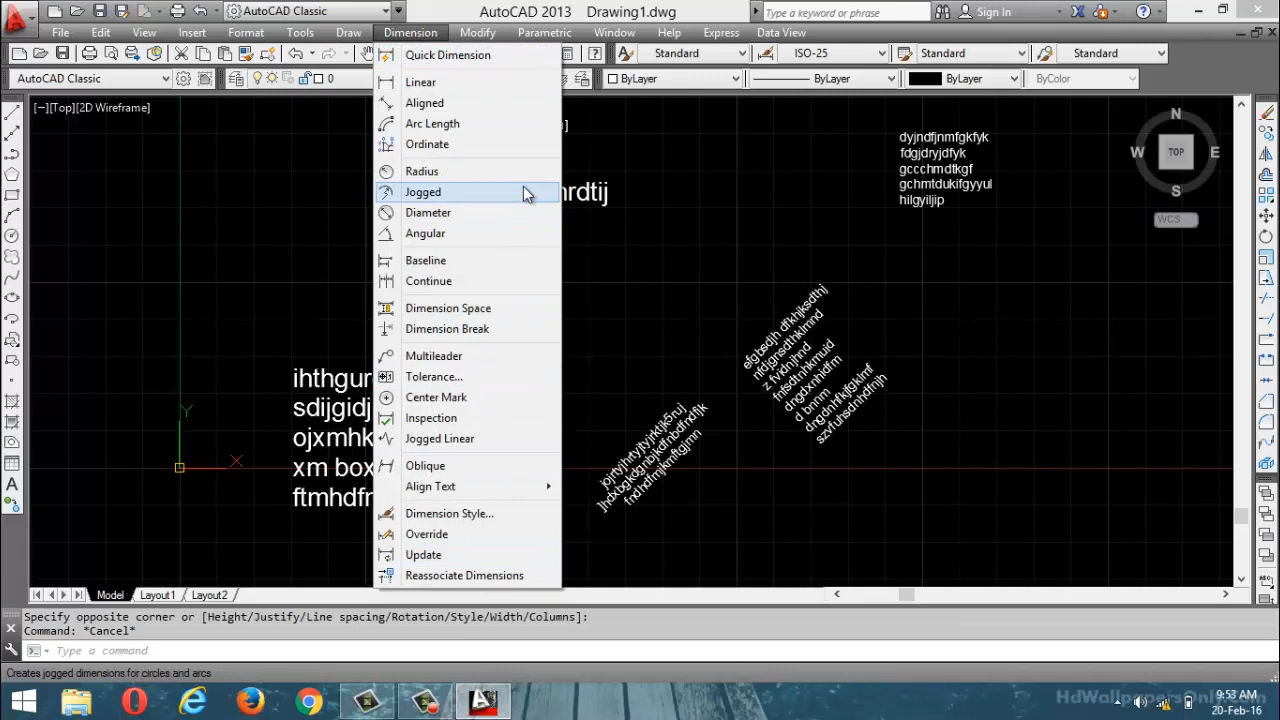 AutoCAD Classic
AutoCAD 2013 Drawing1.dwg
Type a keyword or phrase
Sign In
File Edit View Insert Format Tools Draw Dimension Modify Parametric Window Help Express Data View
Standard ISO-25 Standard Standard
AutoCAD Classic 0 ByLayer ByLayer ByLayer ByColor
[−][Top][2D Wireframe]
Quick Dimension
Linear
Aligned
Arc Length
Ordinate
Radius
Jogged
Diameter
Angular
Baseline
Continue
Dimension Space
Dimension Break
Multileader
Tolerance...
Center Mark
Inspection
Jogged Linear
Oblique
Align Text
Dimension Style...
Override
Update
Reassociate Dimensions
dyjndfjnmfgkfyk
fdgjdryjdfyk
gccchmdtkgf
gchmtdukifgyyul
hilgyiljip
N
W TOP E
S
WCS
Y
X
sdijgidj
ojxmhk
xm box
Model Layout1 Layout2
Specify opposite corner or [Height/Justify/Line spacing/Rotation/Style/Width/Columns]:
Command: *Cancel*
Type a command
Creates jogged dimensions for circles and arcs
HdWallpapersOnly.com
9:53 AM
20-Feb-16